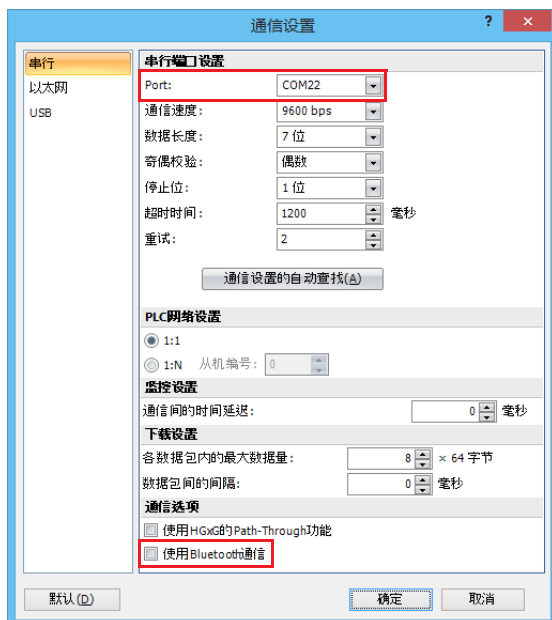 通信设置
?
×
串行
以太网
USB
串行端口设置
Port: COM22
通信速度: 9600 bps
数据长度: 7 位
奇偶校验: 偶数
停止位: 1 位
超时时间: 1200 毫秒
重试: 2
通信设置的自动查找(A)
PLC网络设置
1:1
1:N 从机编号: 0
监控设置
通信间的时间延迟: 0 毫秒
下载设置
各数据包内的最大数据量: 8 × 64 字节
数据包间的间隔: 0 毫秒
通信选项
使用HGxG的Path-Through功能
使用Bluetooth通信
默认(D) 确定 取消